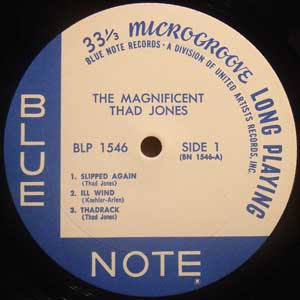 33 1/3 MICROGROOVE LONG PLAYING
BLUE NOTE RECORDS • A DIVISION OF UNITED ARTISTS RECORDS, INC.
THE MAGNIFICENT
THAD JONES
BLP 1546 SIDE 1
(BN 1546-A)
1. SLIPPED AGAIN
(Thad Jones)
2. ILL WIND
(Koehler-Arlen)
3. THADRACK
(Thad Jones)
BLUE
NOTE®